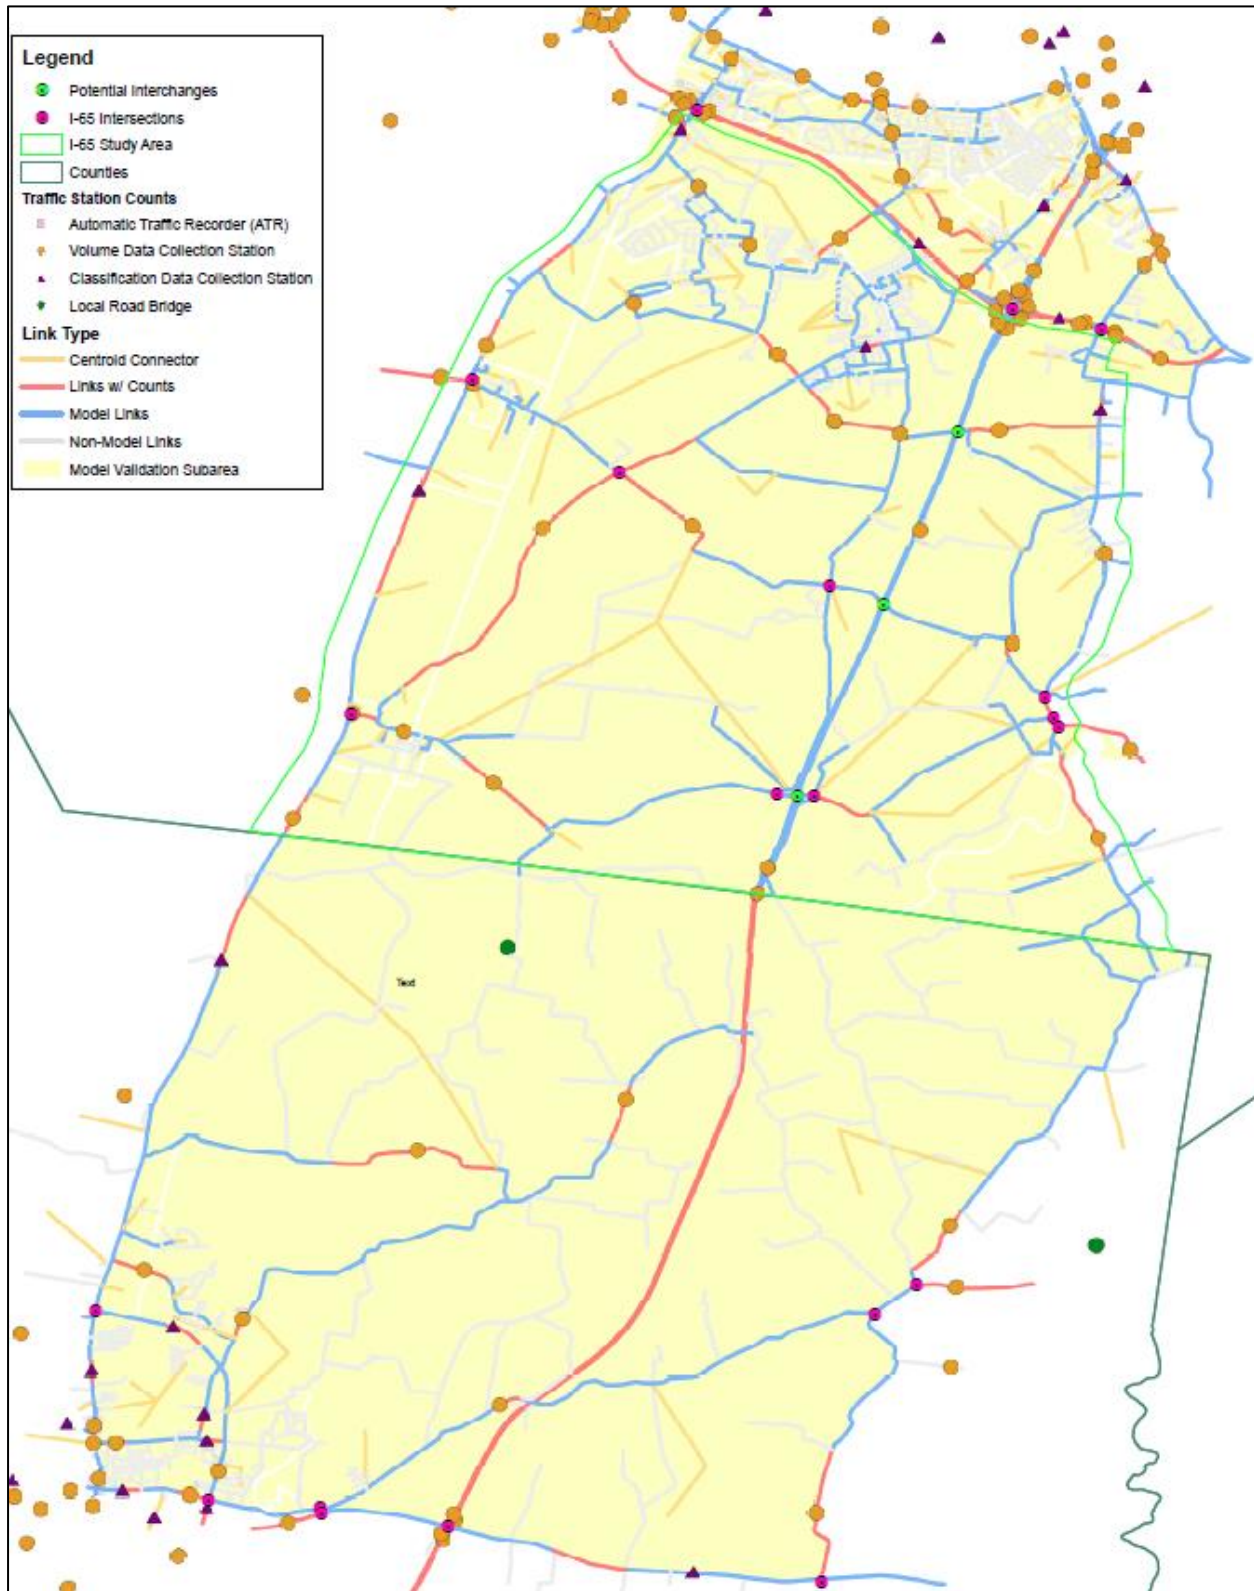 Legend
Potential Interchanges
I-65 Intersections
I-65 Study Area
Counties
Traffic Station Counts
Automatic Traffic Recorder (ATR)
Volume Data Collection Station
Classification Data Collection Station
Local Road Bridge
Link Type
Centroid Connector
Links w/ Counts
Model Links
Non-Model Links
Model Validation Subarea
Text